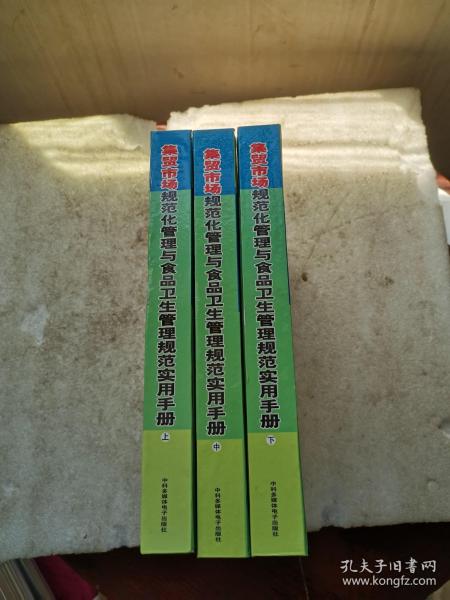 集贸市场规范化管理与食品卫生管理规范实用手册
上
中科多媒体电子出版社
集贸市场规范化管理与食品卫生管理规范实用手册
中
中科多媒体电子出版社
集贸市场规范化管理与食品卫生管理规范实用手册
下
中科多媒体电子出版社
孔夫子旧书网
www.kongfz.com